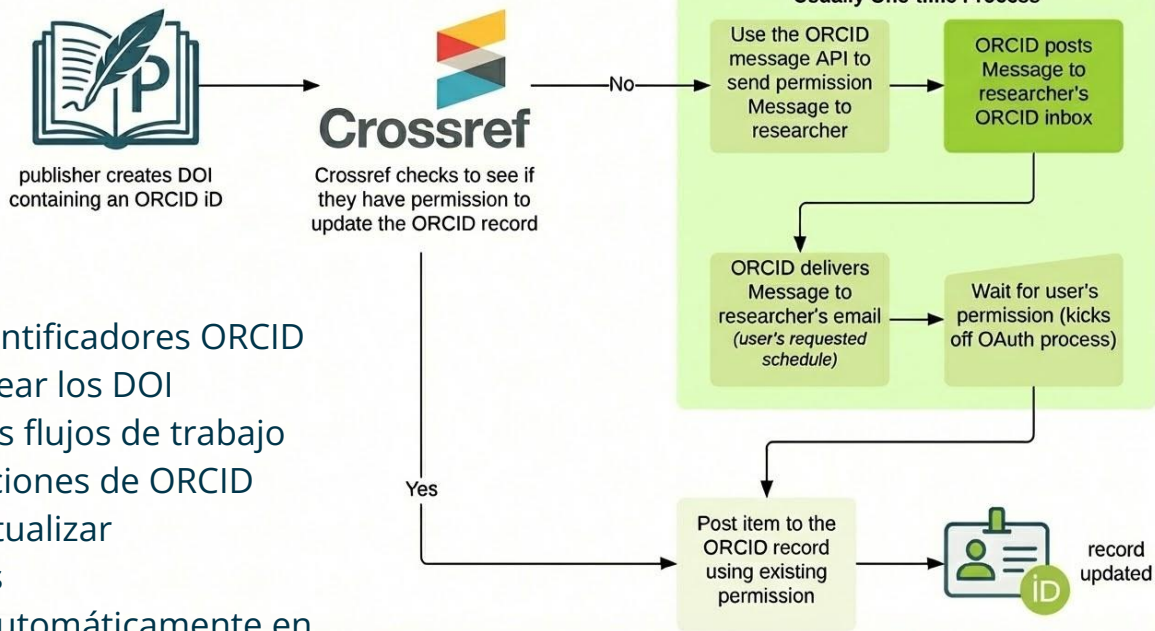 Usually One-time Process
P
Crossref
publisher creates DOI
containing an ORCID iD
Crossref checks to see if
they have permission to
update the ORCID record
No
Use the ORCID
message API to
send permission
Message to
researcher
ORCID posts
Message to
researcher's
ORCID inbox
ORCID delivers
Message to
researcher's email
(user's requested
schedule)
Wait for user's
permission (kicks
off OAuth process)
Yes
Post item to the
ORCID record
using existing
permission
iD
record
updated
ntificadores ORCID
ear los DOI
s flujos de trabajo
ciones de ORCID
tualizar
s
utomáticamente en